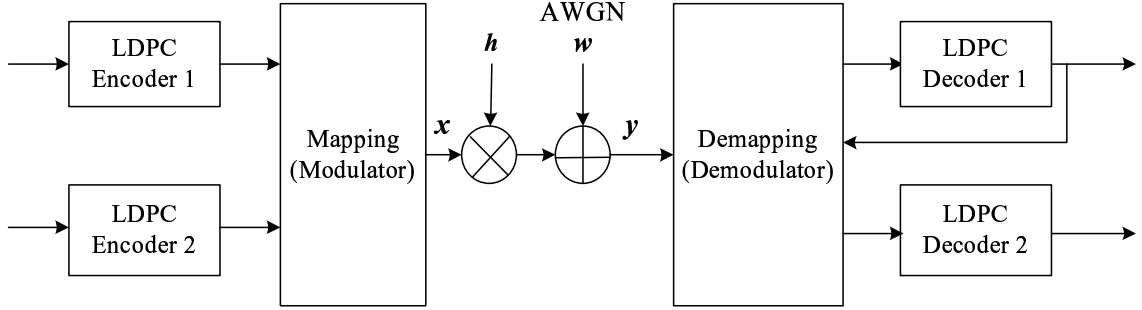 LDPC
Encoder 1
LDPC
Encoder 2
Mapping
(Modulator)
x
h
AWGN
w
y
Demapping
(Demodulator)
LDPC
Decoder 1
LDPC
Decoder 2